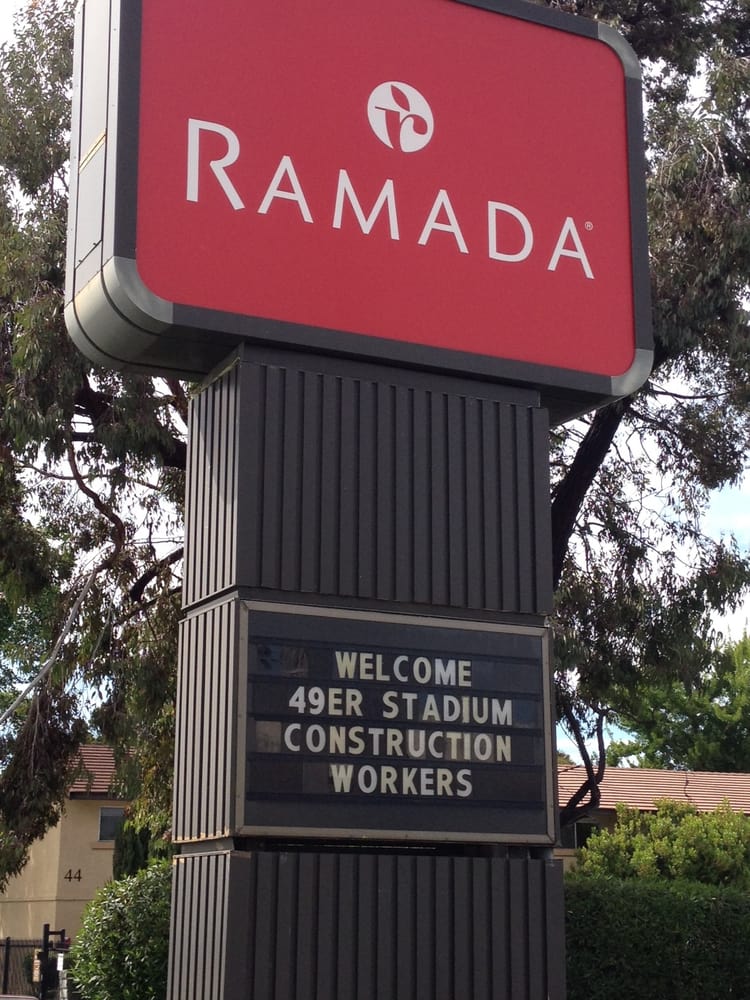 RAMADA®
WELCOME
49ER STADIUM
CONSTRUCTION
WORKERS
44